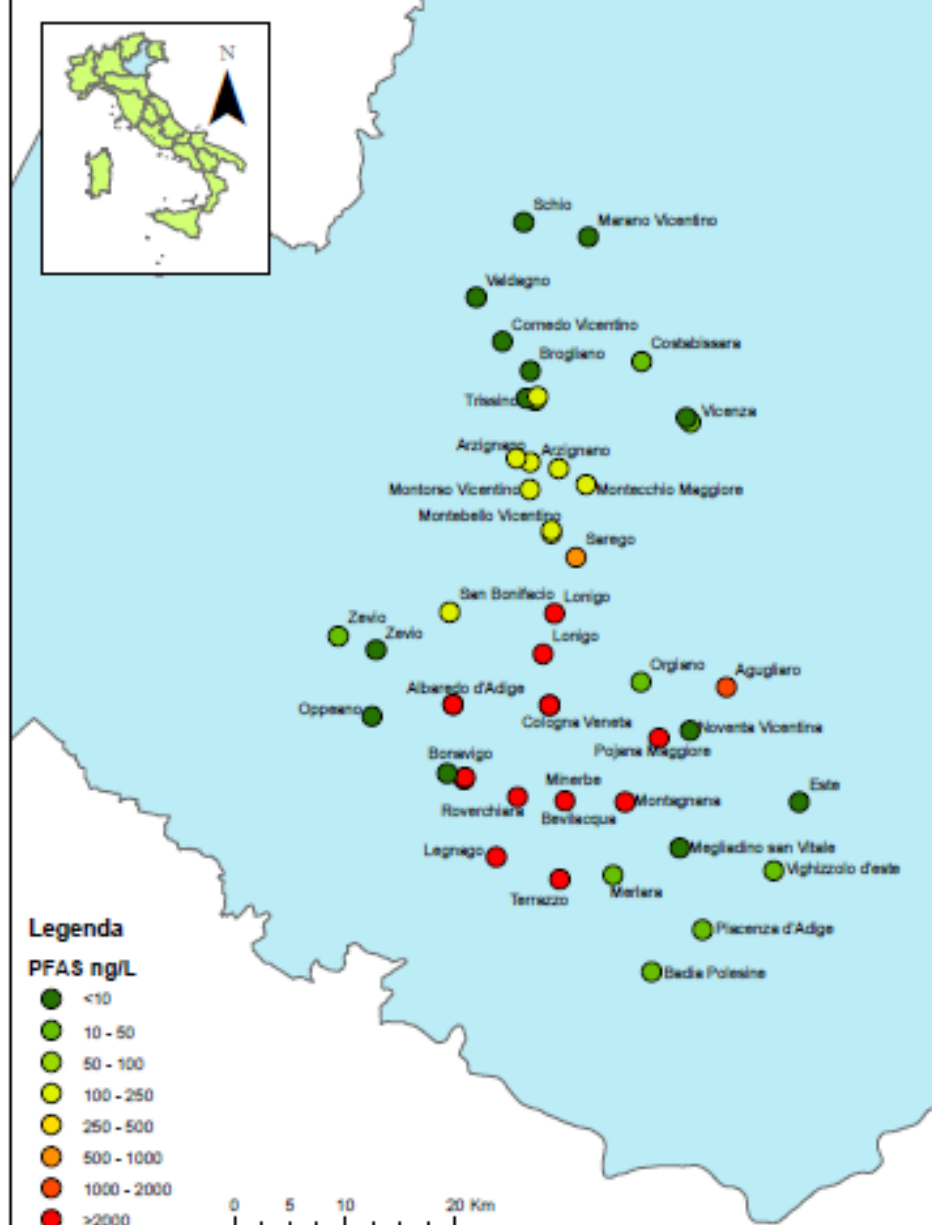 N
Schio
Marano Vicentino
Valdagno
Cornedo Vicentino
Brogliano
Costabissara
Trissino
Vicenza
Arzignano
Arzignano
Montorso Vicentino
Montecchio Maggiore
Montebello Vicentino
Sarego
San Bonifacio
Lonigo
Zevio
Zevio
Lonigo
Orgiano
Agugliaro
Albaredo d'Adige
Oppeano
Cologna Veneta
Noventa Vicentina
Pojana Maggiore
Bonavigo
Minerbe
Este
Roverchiara
Bevilacqua
Montagnana
Legnago
Megliadino san Vitale
Vighizzolo d'este
Terrazzo
Merlara
Piacenza d'Adige
Badia Polesine
Legenda
PFAS ng/L
<10
10 - 50
50 - 100
100 - 250
250 - 500
500 - 1000
1000 - 2000
>2000
0 5 10 20 Km